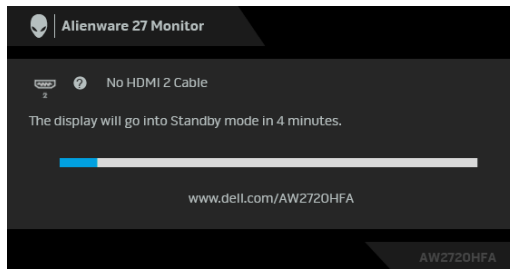 Alienware 27 Monitor
? No HDMI 2 Cable
2
The display will go into Standby mode in 4 minutes.
www.dell.com/AW2720HFA
AW2720HFA